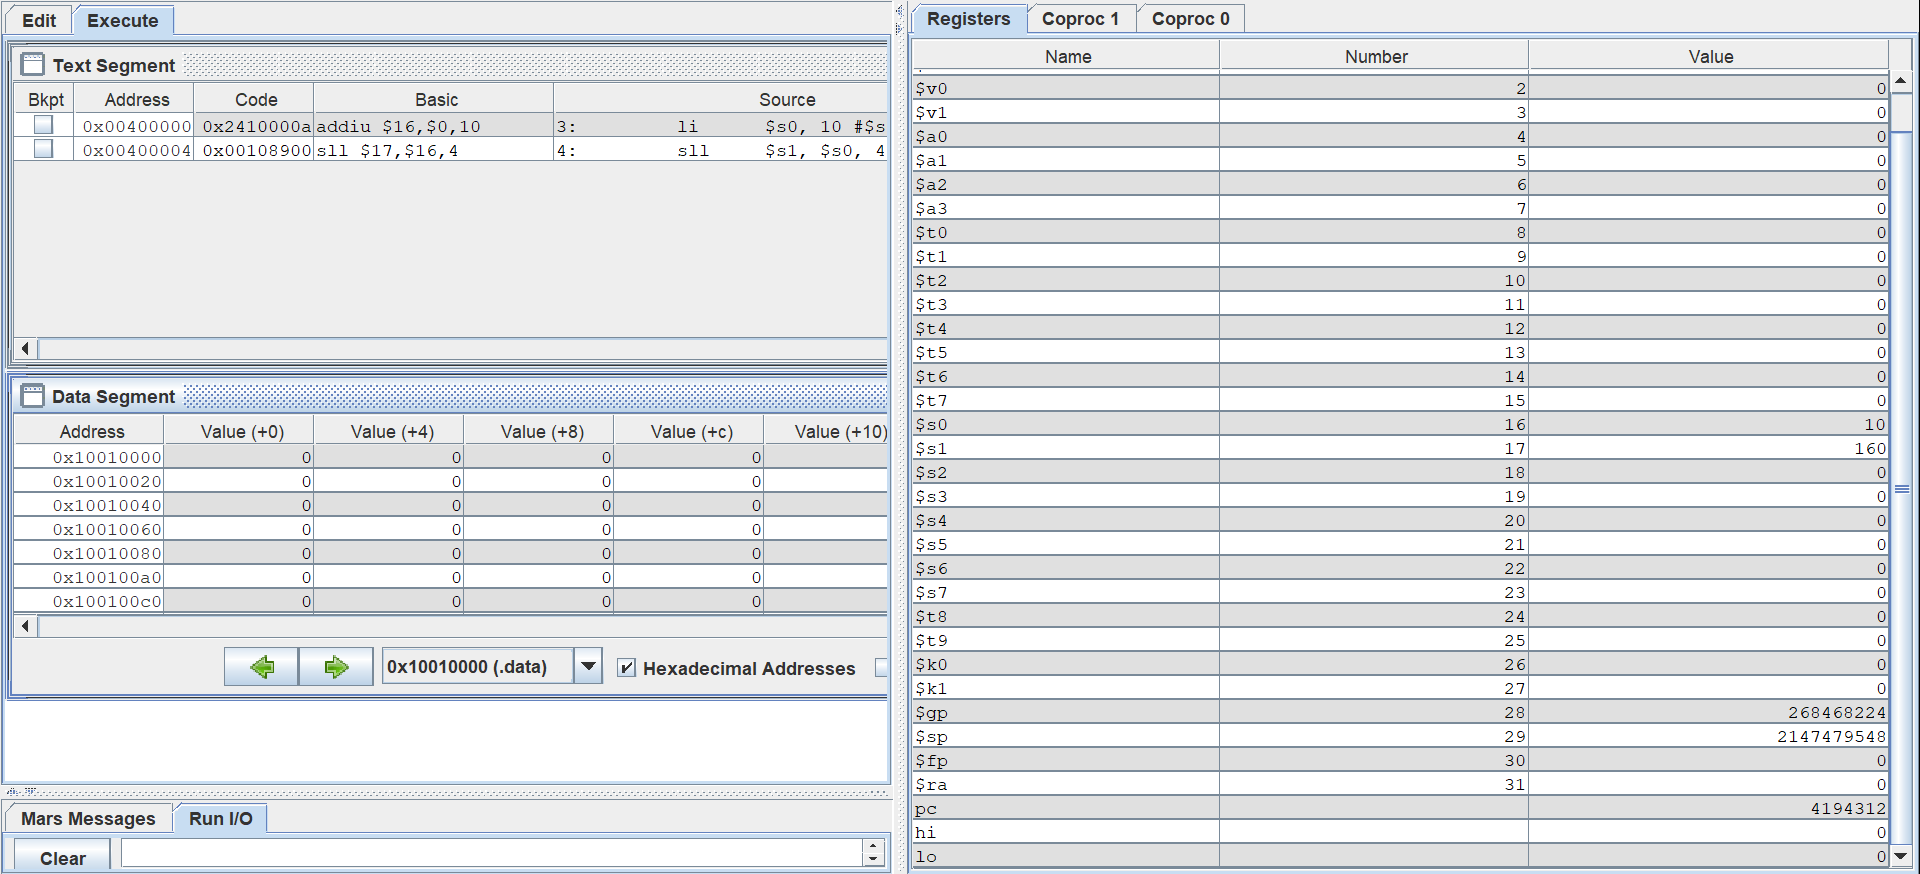 Edit Execute
Text Segment
Bkpt Address Code Basic Source
0x00400000 0x2410000a addiu $16,$0,10 3: li $s0, 10 #$s
0x00400004 0x00108900 sll $17,$16,4 4: sll $s1, $s0, 4
Data Segment
Address Value (+0) Value (+4) Value (+8) Value (+c) Value (+10)
0x10010000 0 0 0 0
0x10010020 0 0 0 0
0x10010040 0 0 0 0
0x10010060 0 0 0 0
0x10010080 0 0 0 0
0x100100a0 0 0 0 0
0x100100c0 0 0 0 0
0x10010000 (.data) Hexadecimal Addresses
Mars Messages Run I/O
Clear
Registers Coproc 1 Coproc 0
Name Number Value
$v0 2 0
$v1 3 0
$a0 4 0
$a1 5 0
$a2 6 0
$a3 7 0
$t0 8 0
$t1 9 0
$t2 10 0
$t3 11 0
$t4 12 0
$t5 13 0
$t6 14 0
$t7 15 0
$s0 16 10
$s1 17 160
$s2 18 0
$s3 19 0
$s4 20 0
$s5 21 0
$s6 22 0
$s7 23 0
$t8 24 0
$t9 25 0
$k0 26 0
$k1 27 0
$gp 28 268468224
$sp 29 2147479548
$fp 30 0
$ra 31 0
pc 4194312
hi 0
lo 0